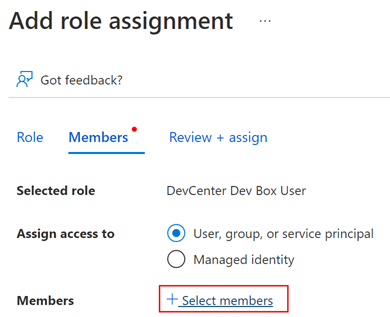 Add role assignment ...
Got feedback?
Role Members Review + assign
Selected role DevCenter Dev Box User
Assign access to User, group, or service principal
Managed identity
Members + Select members